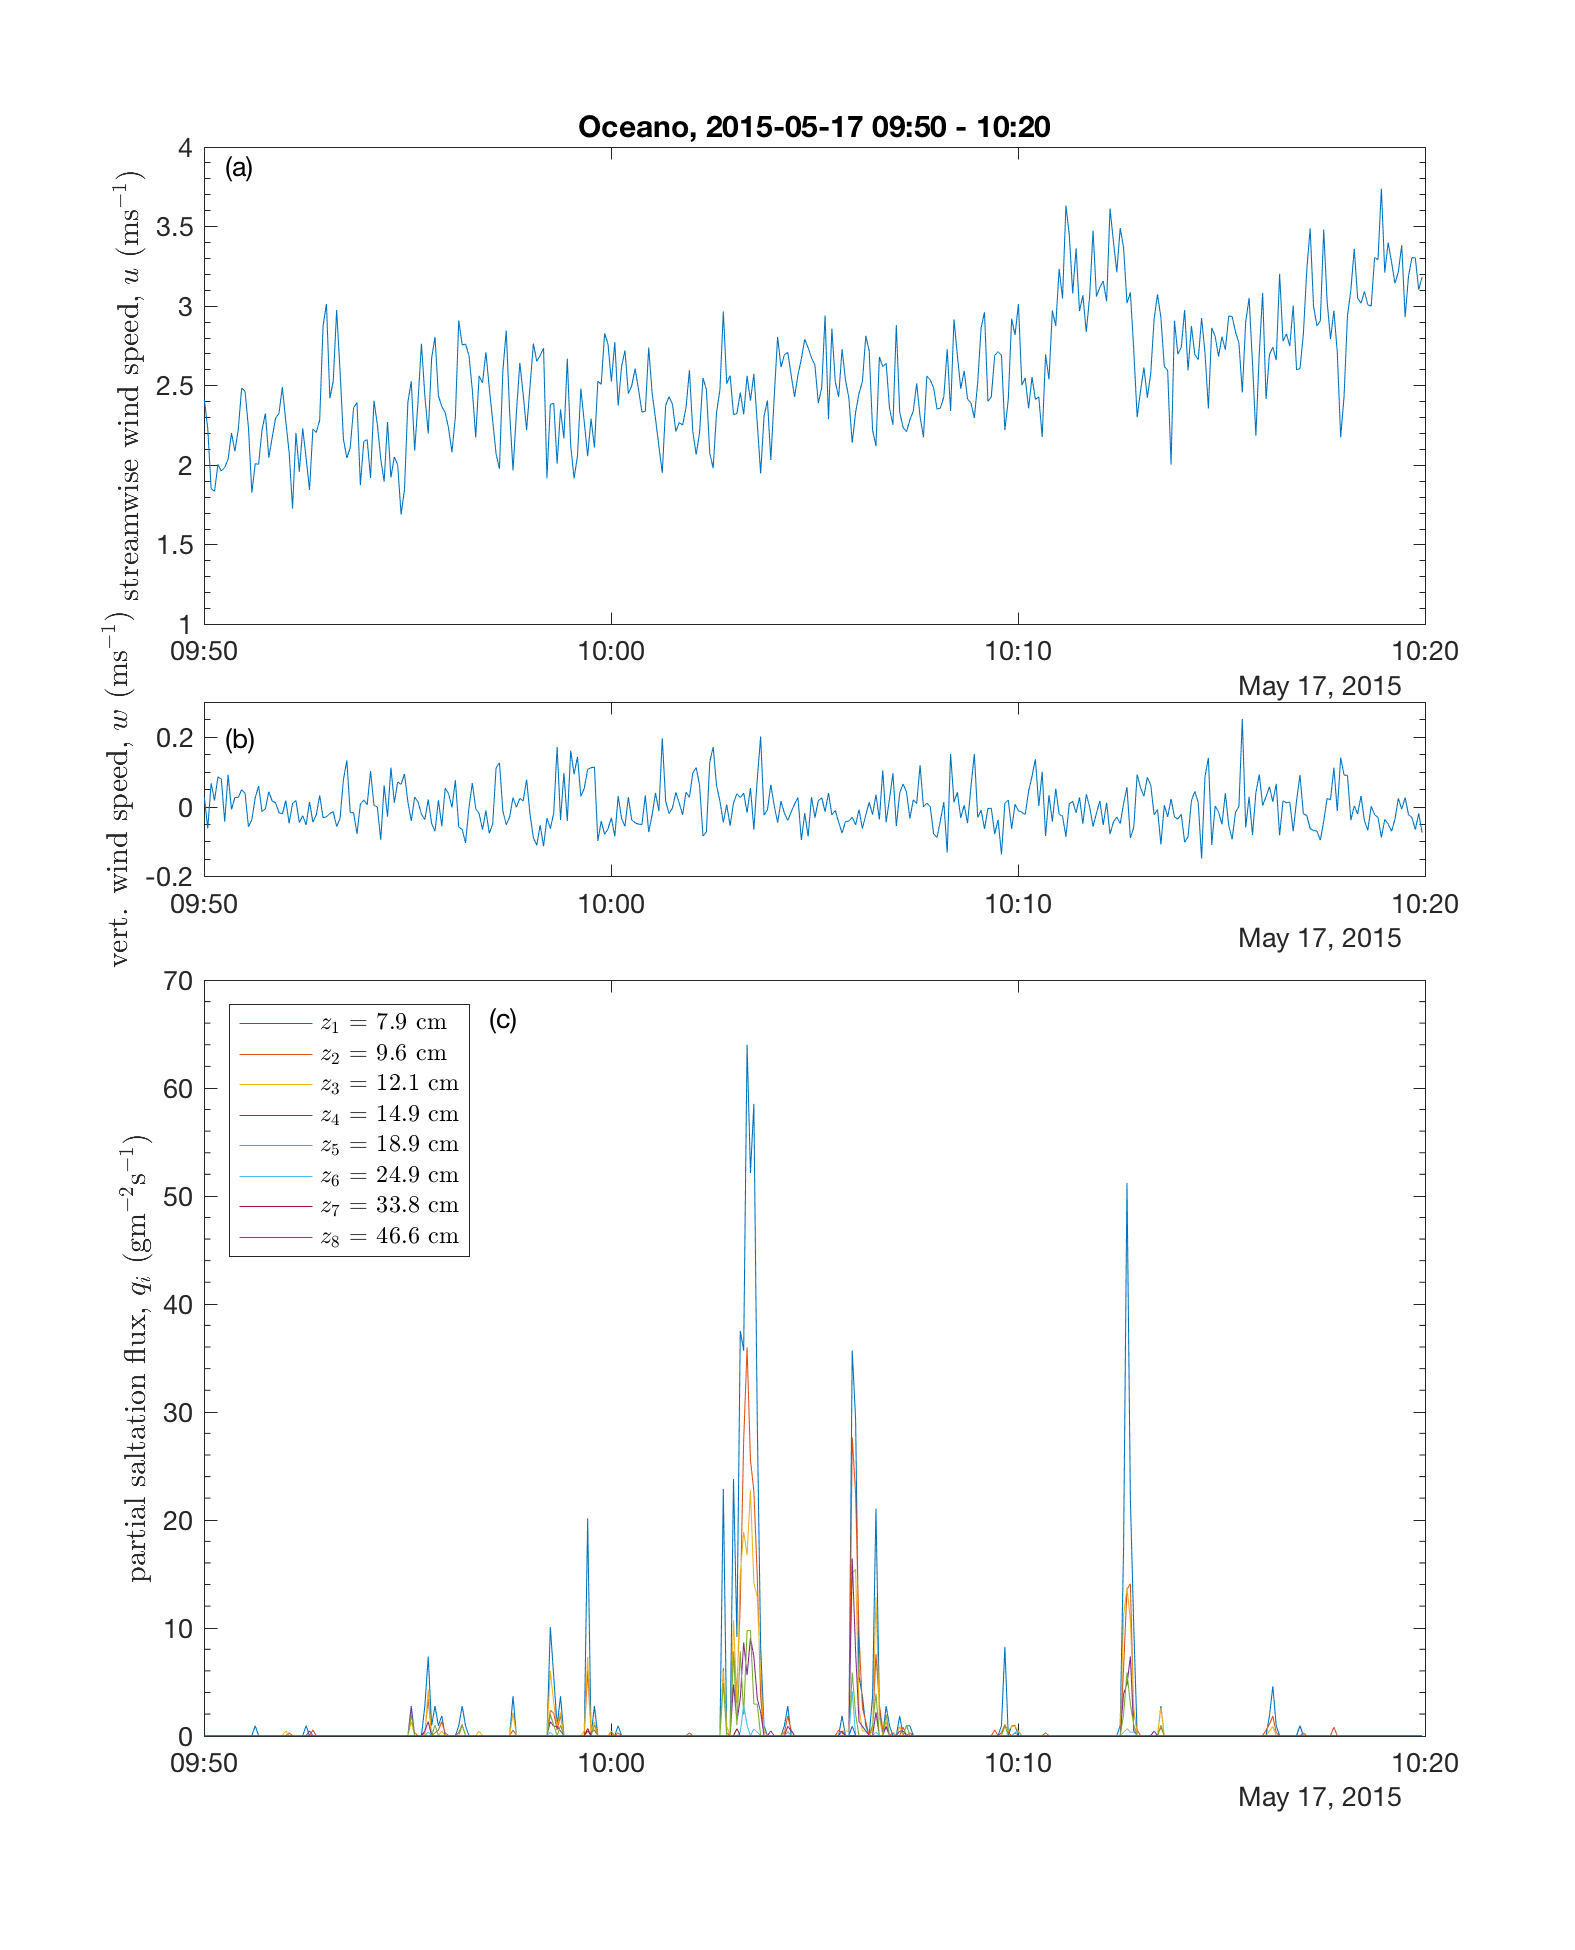 Oceano, 2015-05-17 09:50 - 10:20
(a)
streamwise wind speed, u (ms⁻¹)
4
3.5
3
2.5
2
1.5
1
09:50 10:00 10:10 10:20
May 17, 2015
(b)
vert. wind speed, w (ms⁻¹)
0.2
0
-0.2
09:50 10:00 10:10 10:20
May 17, 2015
(c)
partial saltation flux, qᵢ (gm⁻²s⁻¹)
70
60
50
40
30
20
10
0
z₁ = 7.9 cm
z₂ = 9.6 cm
z₃ = 12.1 cm
z₄ = 14.9 cm
z₅ = 18.9 cm
z₆ = 24.9 cm
z₇ = 33.8 cm
z₈ = 46.6 cm
09:50 10:00 10:10 10:20
May 17, 2015